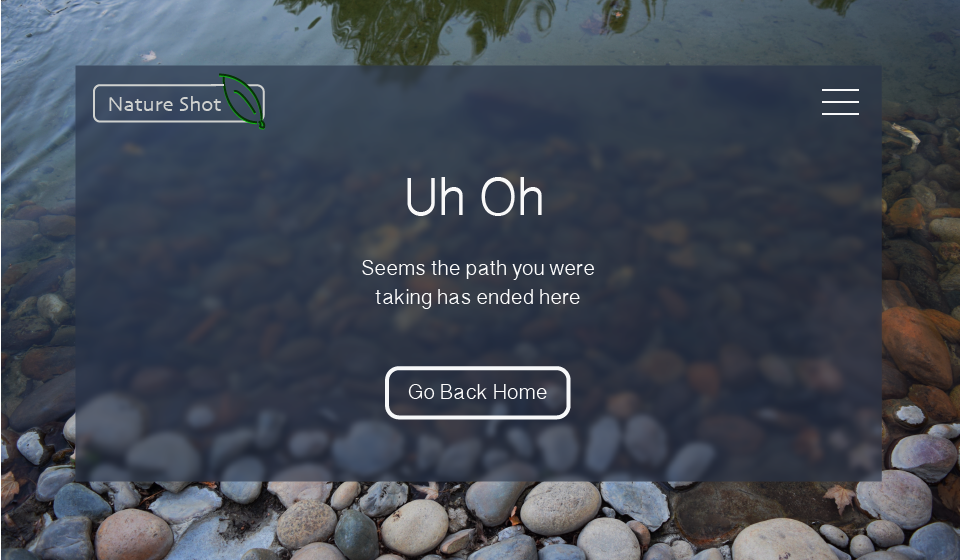 Nature Shot
Uh Oh
Seems the path you were
taking has ended here
Go Back Home